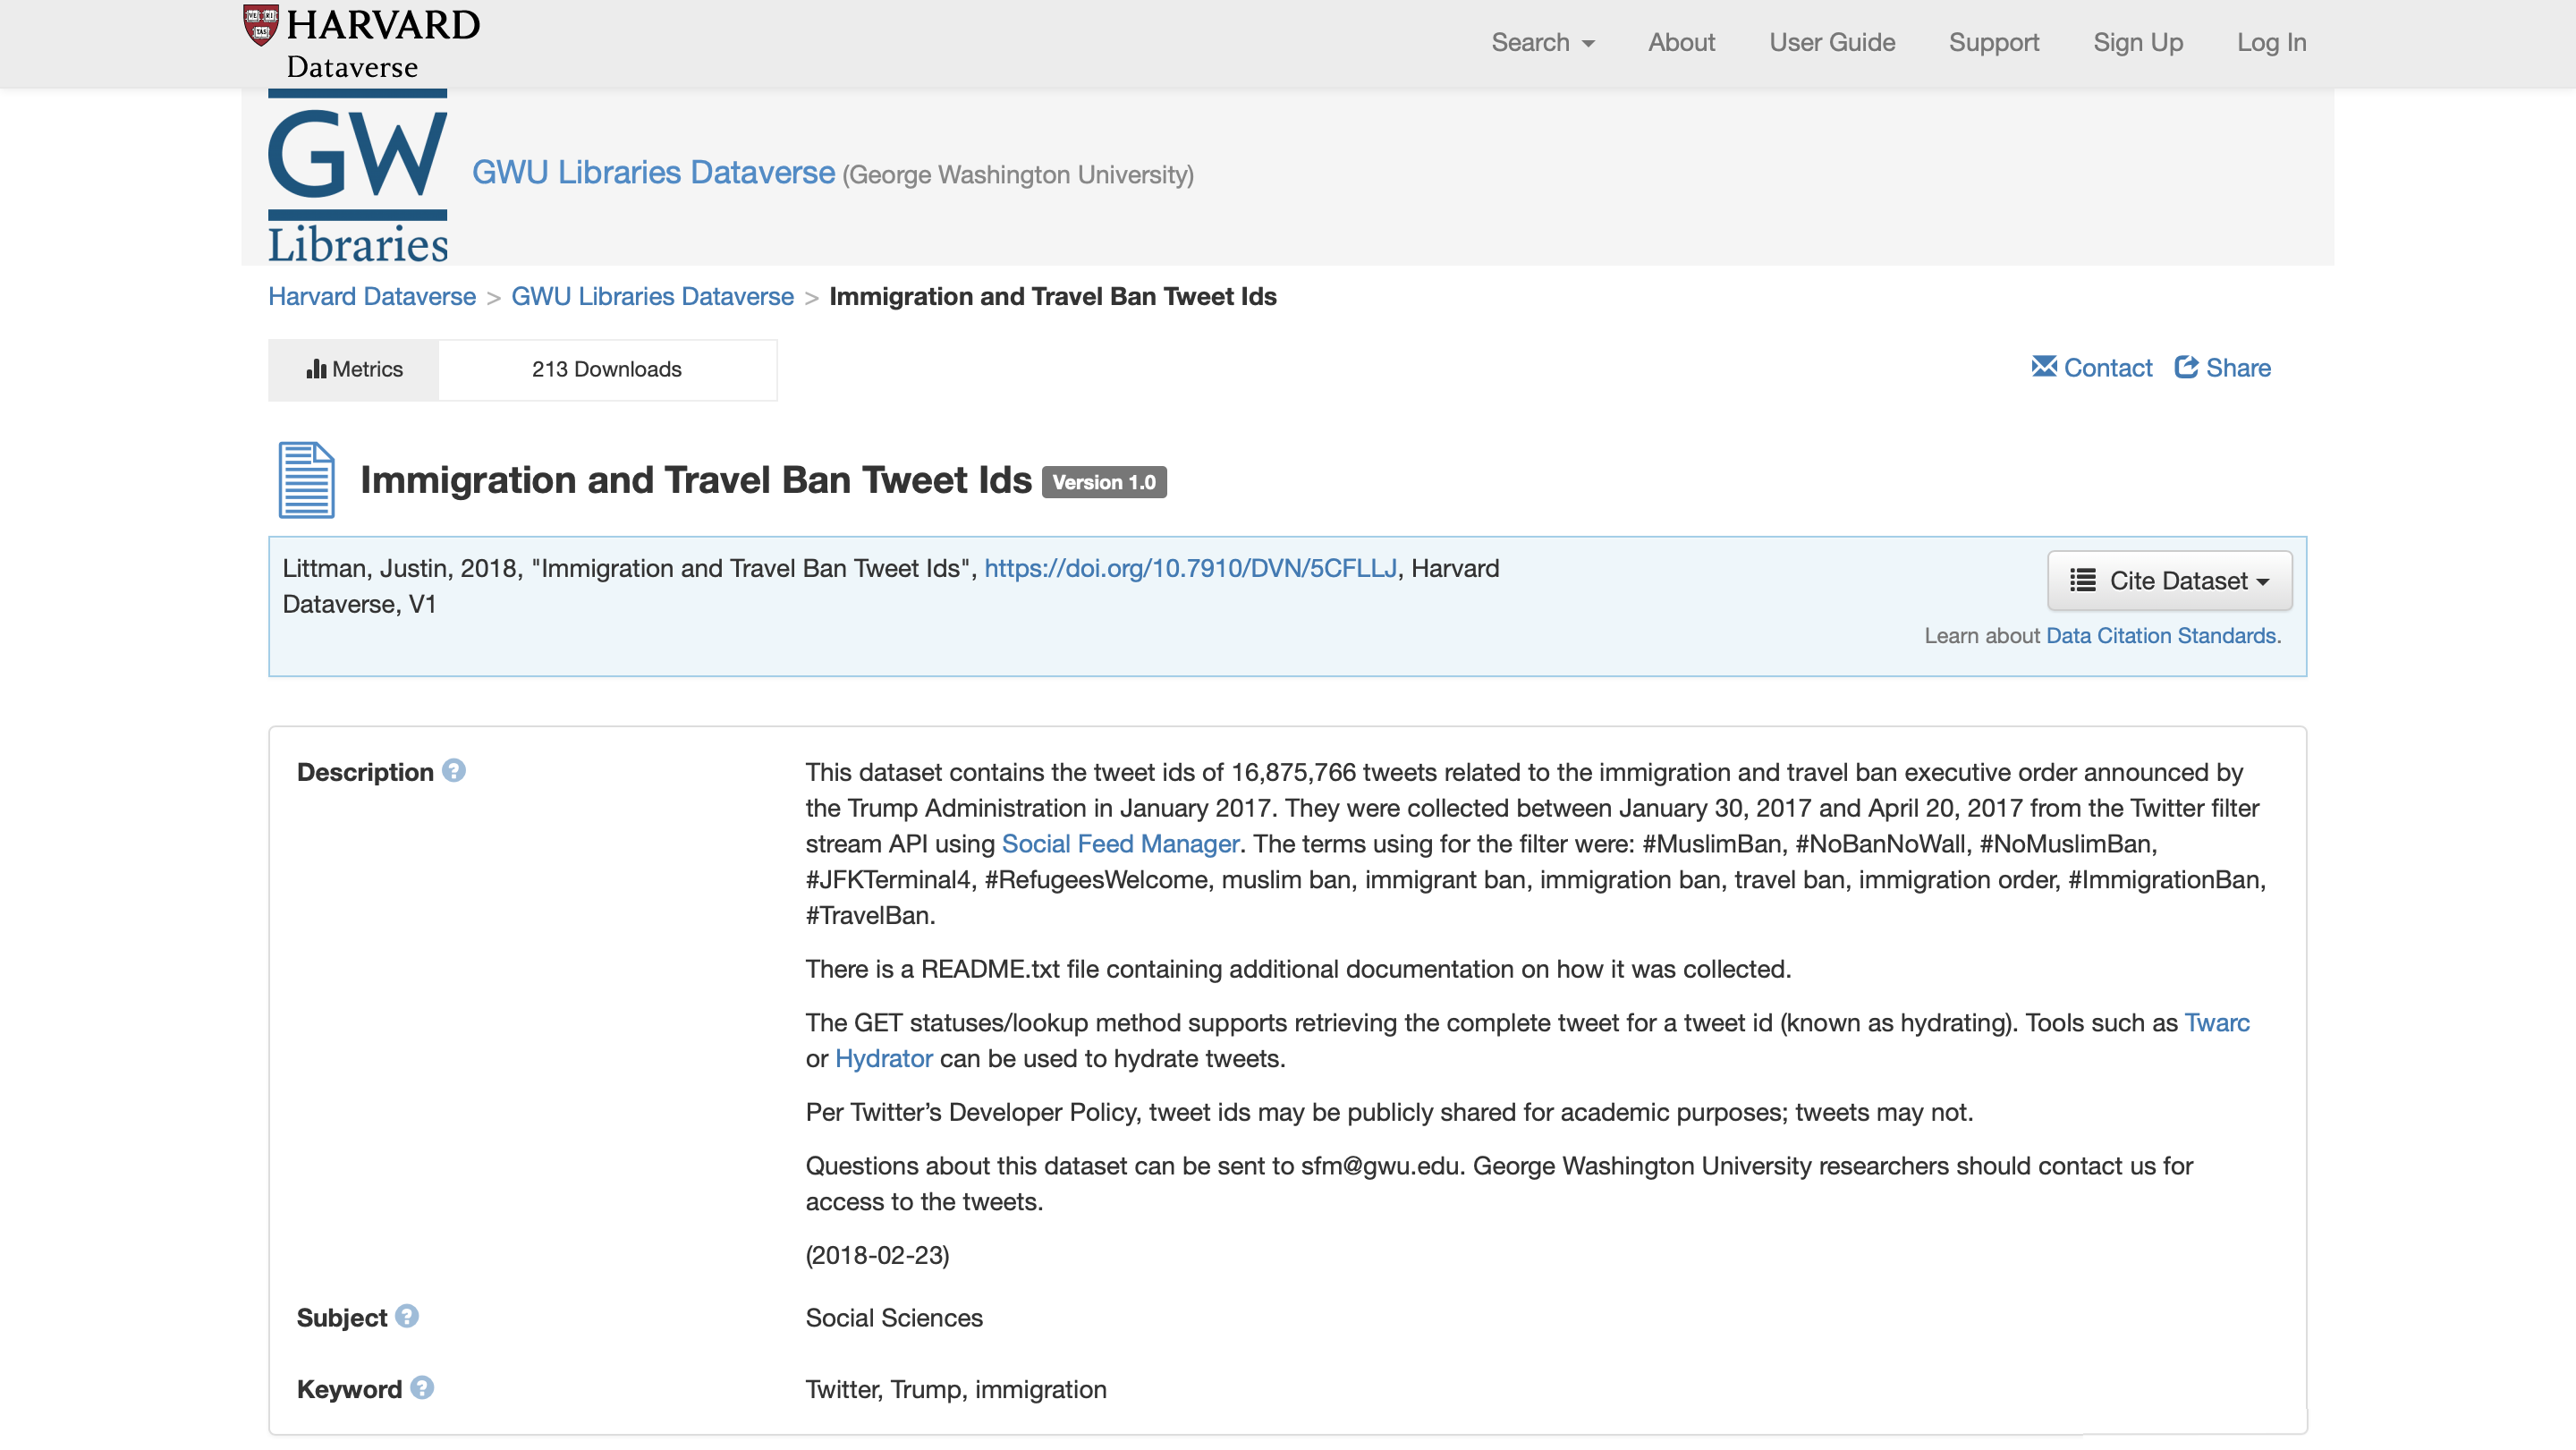 HARVARD
Dataverse
Search
About
User Guide
Support
Sign Up
Log In
GW
Libraries
GWU Libraries Dataverse (George Washington University)
Harvard Dataverse > GWU Libraries Dataverse > Immigration and Travel Ban Tweet Ids
Metrics
213 Downloads
Contact
Share
Immigration and Travel Ban Tweet Ids Version 1.0
Littman, Justin, 2018, "Immigration and Travel Ban Tweet Ids", https://doi.org/10.7910/DVN/5CFLLJ, Harvard
Dataverse, V1
Cite Dataset
Learn about Data Citation Standards.
Description ?
This dataset contains the tweet ids of 16,875,766 tweets related to the immigration and travel ban executive order announced by
the Trump Administration in January 2017. They were collected between January 30, 2017 and April 20, 2017 from the Twitter filter
stream API using Social Feed Manager. The terms using for the filter were: #MuslimBan, #NoBanNoWall, #NoMuslimBan,
#JFKTerminal4, #RefugeesWelcome, muslim ban, immigrant ban, immigration ban, travel ban, immigration order, #ImmigrationBan,
#TravelBan.
There is a README.txt file containing additional documentation on how it was collected.
The GET statuses/lookup method supports retrieving the complete tweet for a tweet id (known as hydrating). Tools such as Twarc
or Hydrator can be used to hydrate tweets.
Per Twitter’s Developer Policy, tweet ids may be publicly shared for academic purposes; tweets may not.
Questions about this dataset can be sent to sfm@gwu.edu. George Washington University researchers should contact us for
access to the tweets.
(2018-02-23)
Subject ?
Social Sciences
Keyword ?
Twitter, Trump, immigration